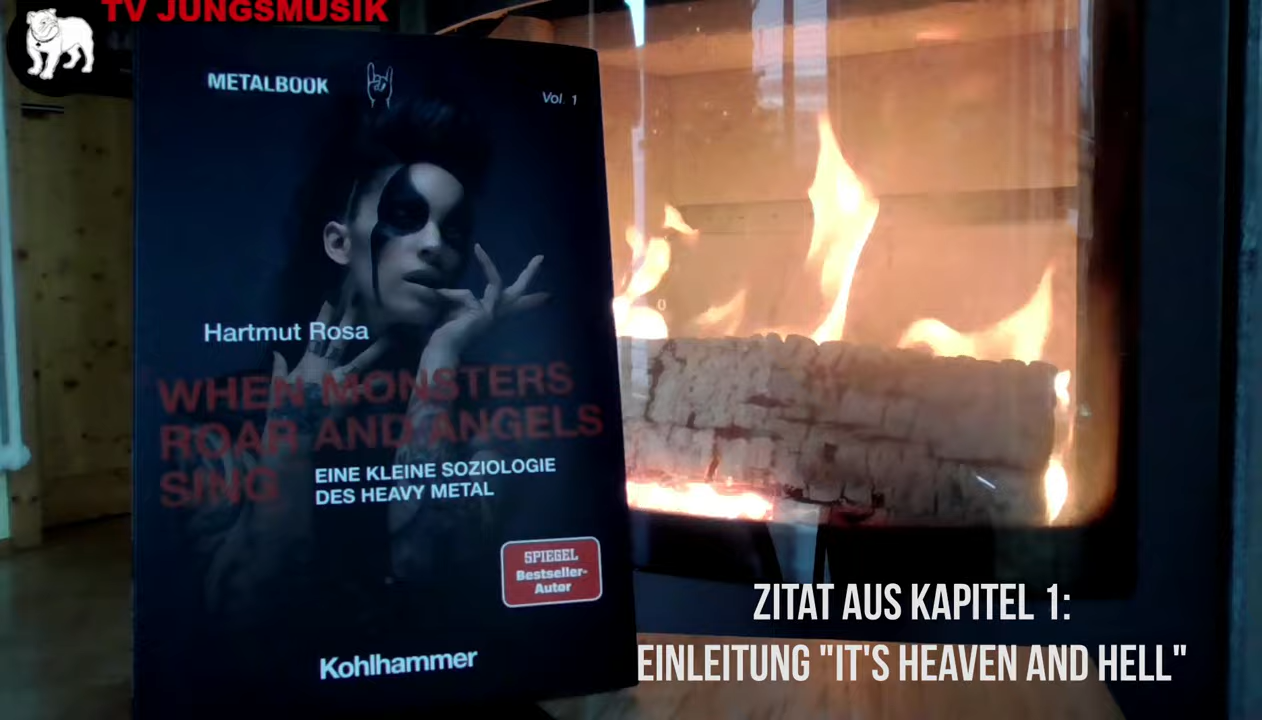 TV JUNGSMUSIK
METALBOOK
Vol. 1
Hartmut Rosa
WHEN MONSTERS
ROAR AND ANGELS
SING
EINE KLEINE SOZIOLOGIE
DES HEAVY METAL
SPIEGEL
Bestseller-
Autor
Kohlhammer
ZITAT AUS KAPITEL 1:
EINLEITUNG "IT'S HEAVEN AND HELL"